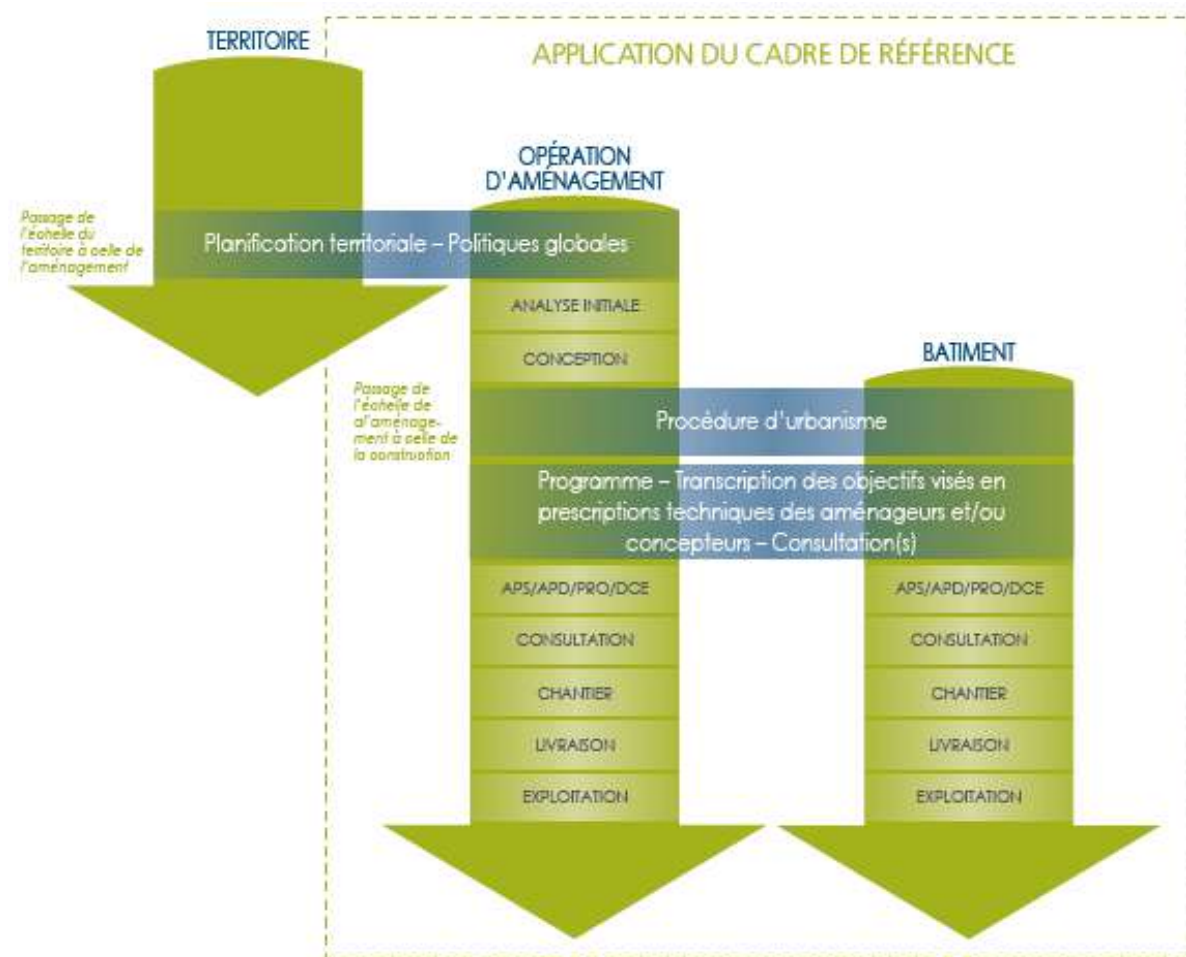 TERRITOIRE
APPLICATION DU CADRE DE RÉFÉRENCE
OPÉRATION
D'AMÉNAGEMENT
Passage de
l'échelle du
territoire à celle de
l'aménagement
Planification territoriale – Politiques globales
ANALYSE INITIALE
CONCEPTION
BATIMENT
Passage de
l'échelle de
al'aménage-
ment à celle de
la construction
Procédure d'urbanisme
Programme – Transcription des objectifs visés en
prescriptions techniques des aménageurs et/ou
concepteurs – Consultation(s)
APS/APD/PRO/DCE
CONSULTATION
CHANTIER
LIVRAISON
EXPLOITATION
APS/APD/PRO/DCE
CONSULTATION
CHANTIER
LIVRAISON
EXPLOITATION